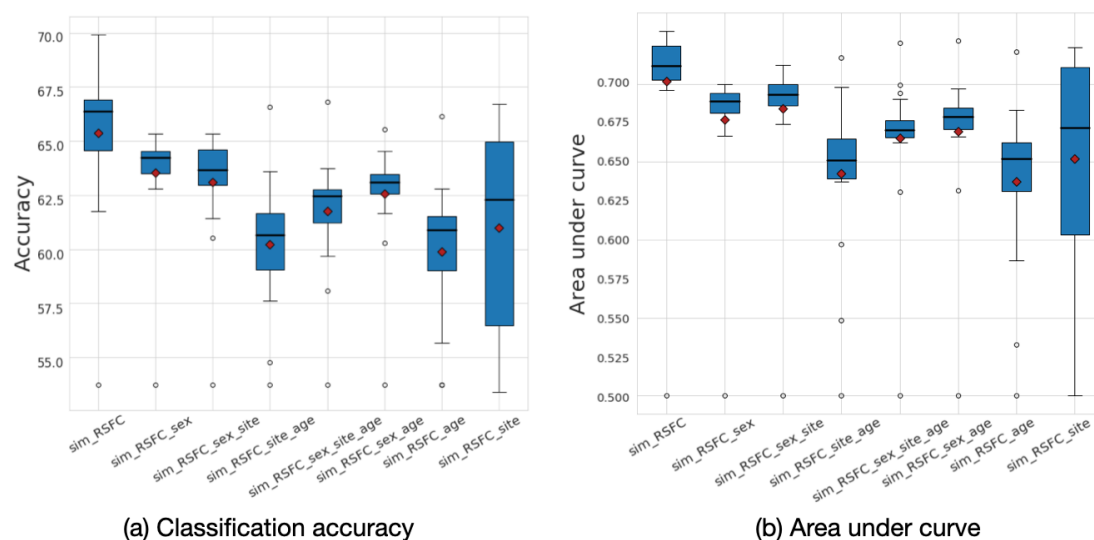 70.0
67.5
65.0
62.5
60.0
57.5
55.0
Accuracy
sim_RSFC
sim_RSFC_sex
sim_RSFC_sex_site
sim_RSFC_site_age
sim_RSFC_sex_site_age
sim_RSFC_sex_age
sim_RSFC_age
sim_RSFC_site
(a) Classification accuracy
0.700
0.675
0.650
0.625
0.600
0.575
0.550
0.525
0.500
Area under curve
sim_RSFC
sim_RSFC_sex
sim_RSFC_sex_site
sim_RSFC_site_age
sim_RSFC_sex_site_age
sim_RSFC_sex_age
sim_RSFC_age
sim_RSFC_site
(b) Area under curve